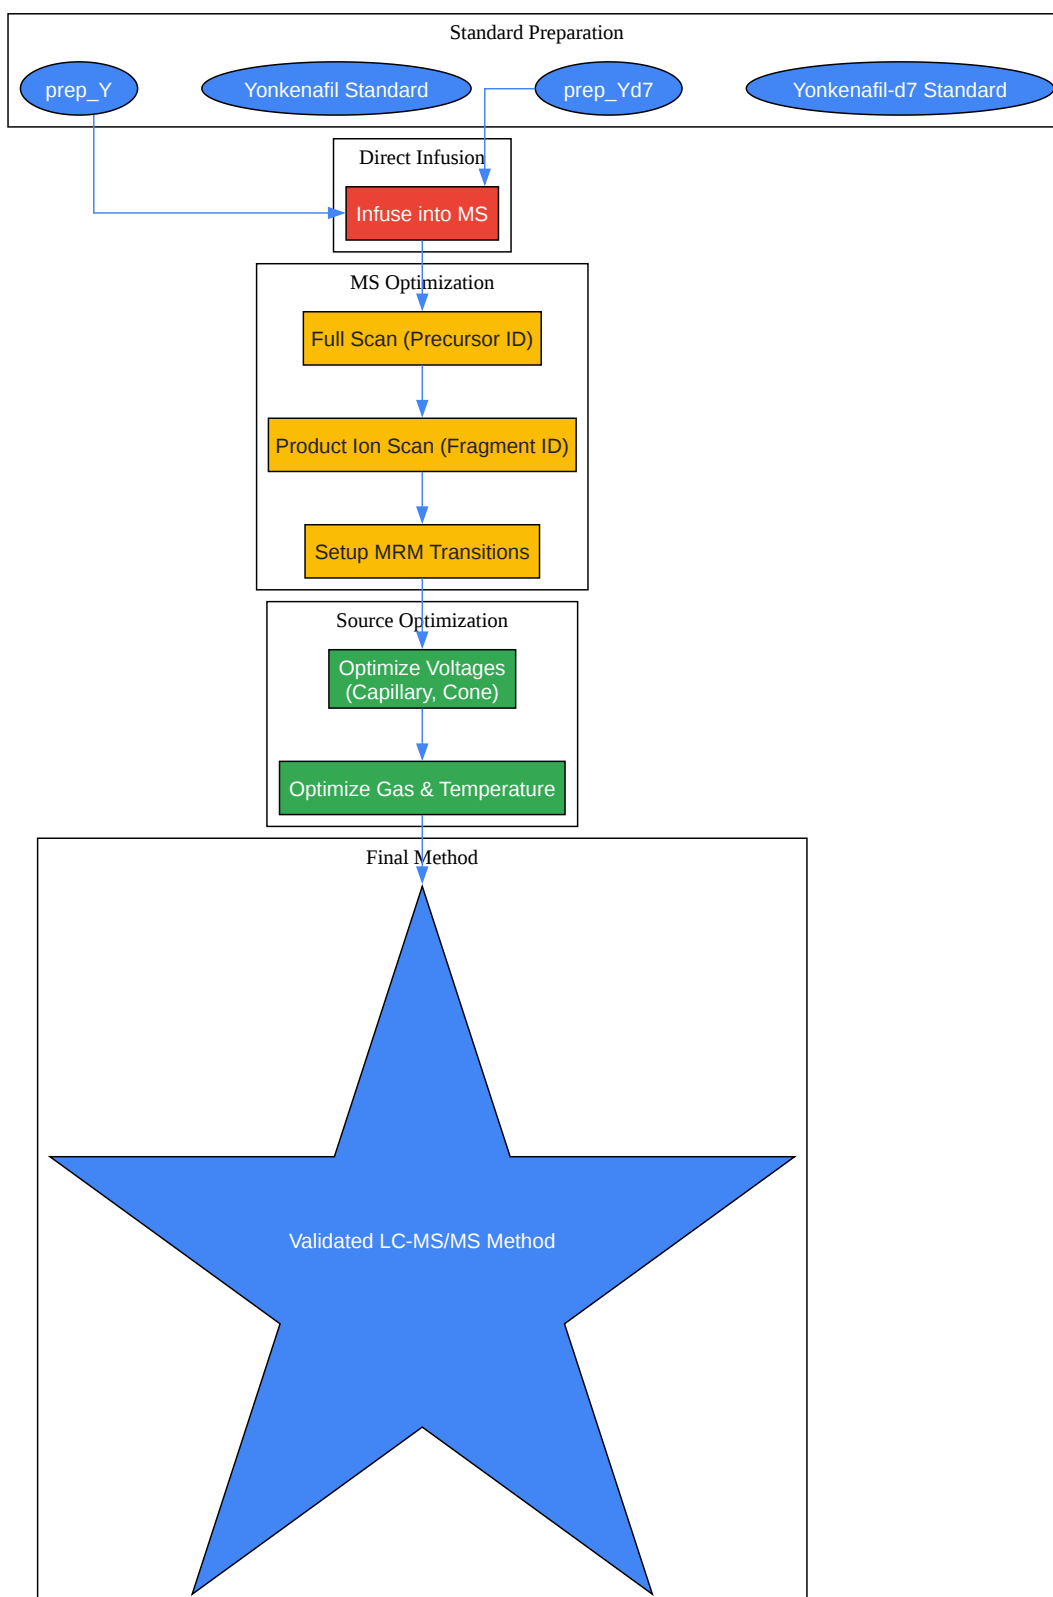 Standard Preparation
prep_Y
Yonkenafil Standard
prep_Yd7
Yonkenafil-d7 Standard
Direct Infusion
Infuse into MS
MS Optimization
Full Scan (Precursor ID)
Product Ion Scan (Fragment ID)
Setup MRM Transitions
Source Optimization
Optimize Voltages
(Capillary, Cone)
Optimize Gas & Temperature
Final Method
Validated LC-MS/MS Method